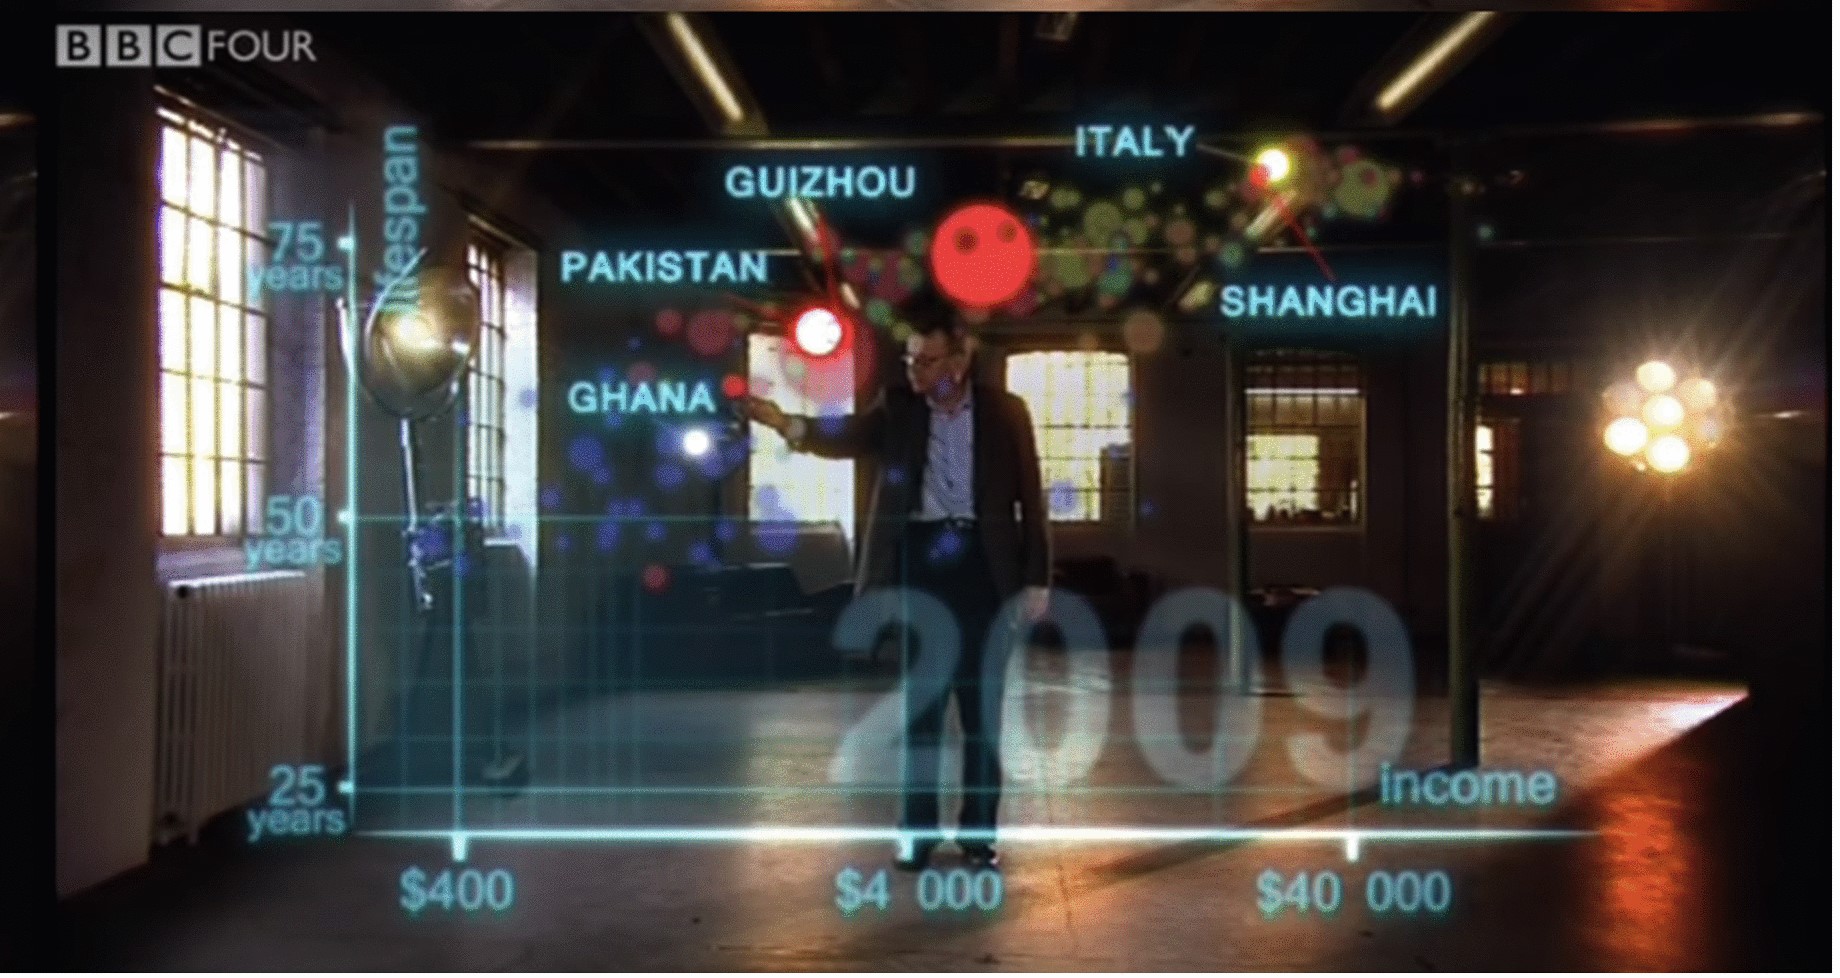 BBC FOUR
lifespan
ITALY
GUIZHOU
75
years
PAKISTAN
SHANGHAI
GHANA
50
years
2009
25
years
income
$400
$4 000
$40 000